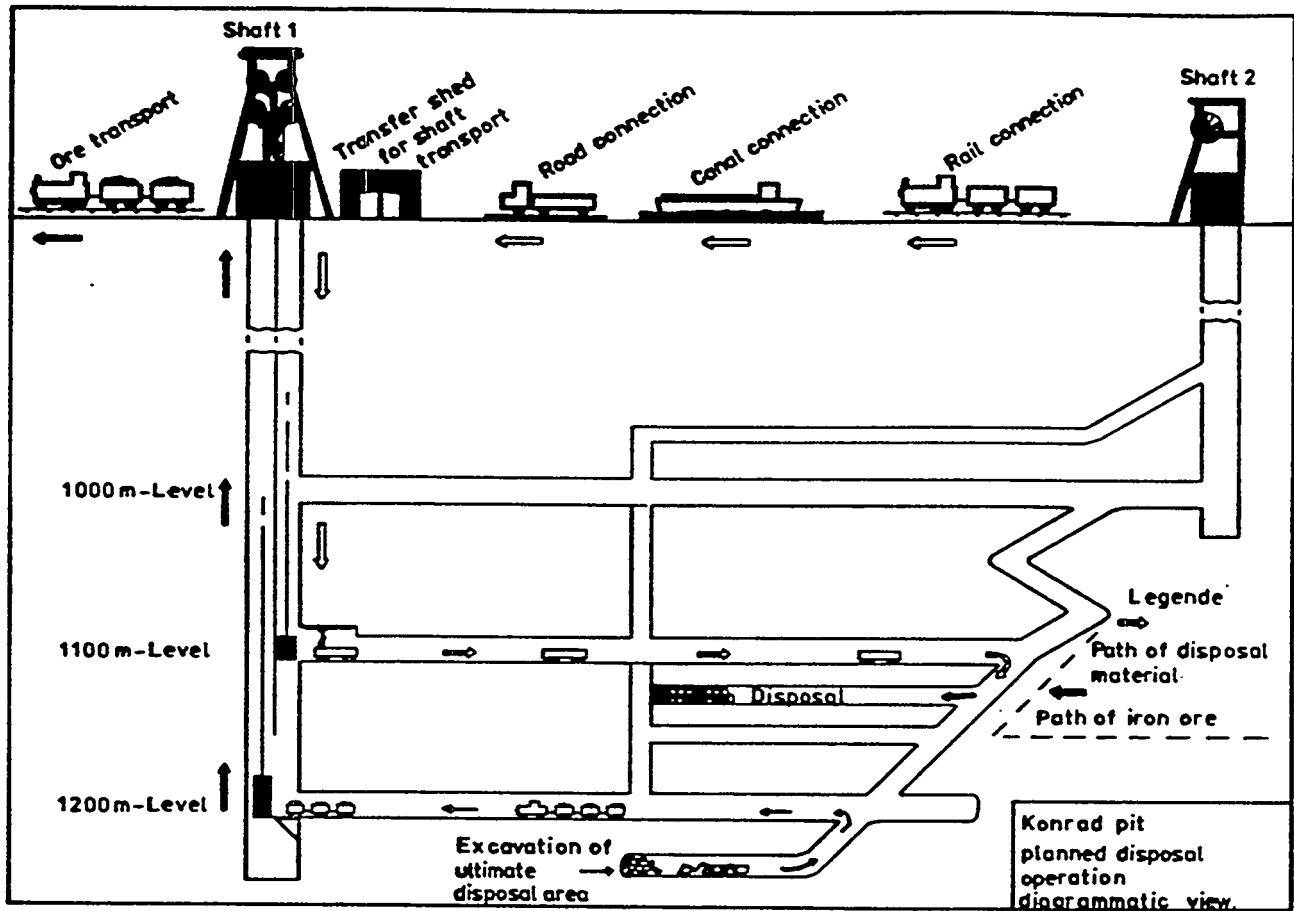 Shaft 1
Shaft 2
Ore transport
Transfer shed
for shaft
transport
Road connection
Canal connection
Rail connection
1000 m-Level
1100 m-Level
1200 m-Level
Legende
Path of disposal
material
Path of iron ore
Disposal
Excavation of
ultimate
disposal area
Konrad pit
planned disposal
operation
diagrammatic view.